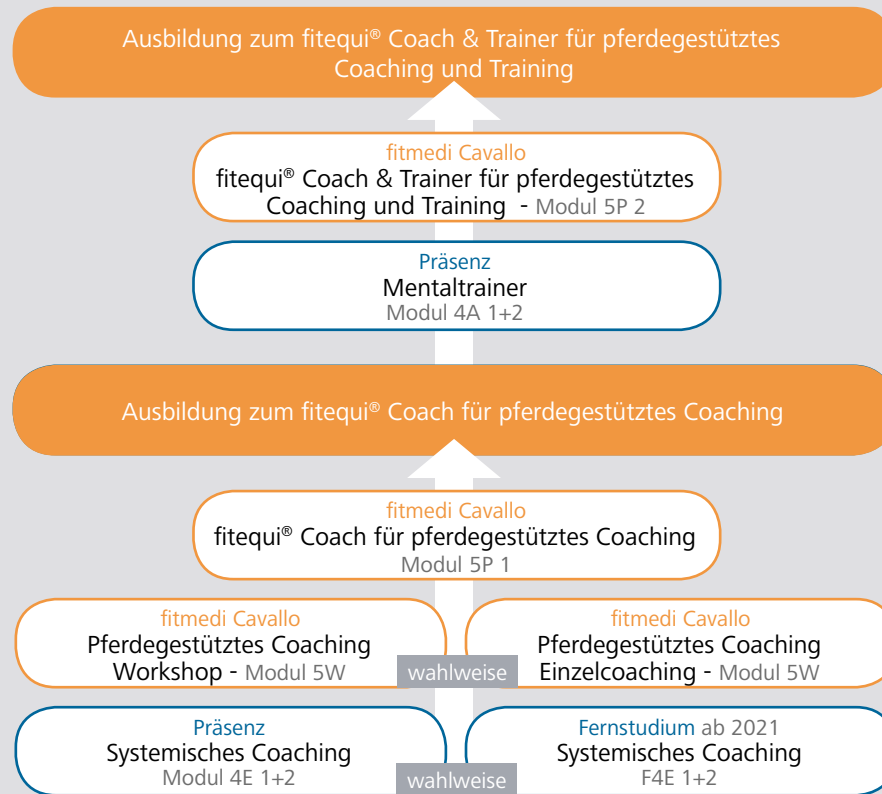 Ausbildung zum fitequi® Coach & Trainer für pferdegestütztes
Coaching und Training
fitmedi Cavallo
fitequi® Coach & Trainer für pferdegestütztes
Coaching und Training - Modul 5P 2
Präsenz
Mentaltrainer
Modul 4A 1+2
Ausbildung zum fitequi® Coach für pferdegestütztes Coaching
fitmedi Cavallo
fitequi® Coach für pferdegestütztes Coaching
Modul 5P 1
fitmedi Cavallo
Pferdegestütztes Coaching
Workshop - Modul 5W
wahlweise
fitmedi Cavallo
Pferdegestütztes Coaching
Einzelcoaching - Modul 5W
Präsenz
Systemisches Coaching
Modul 4E 1+2
wahlweise
Fernstudium ab 2021
Systemisches Coaching
F4E 1+2